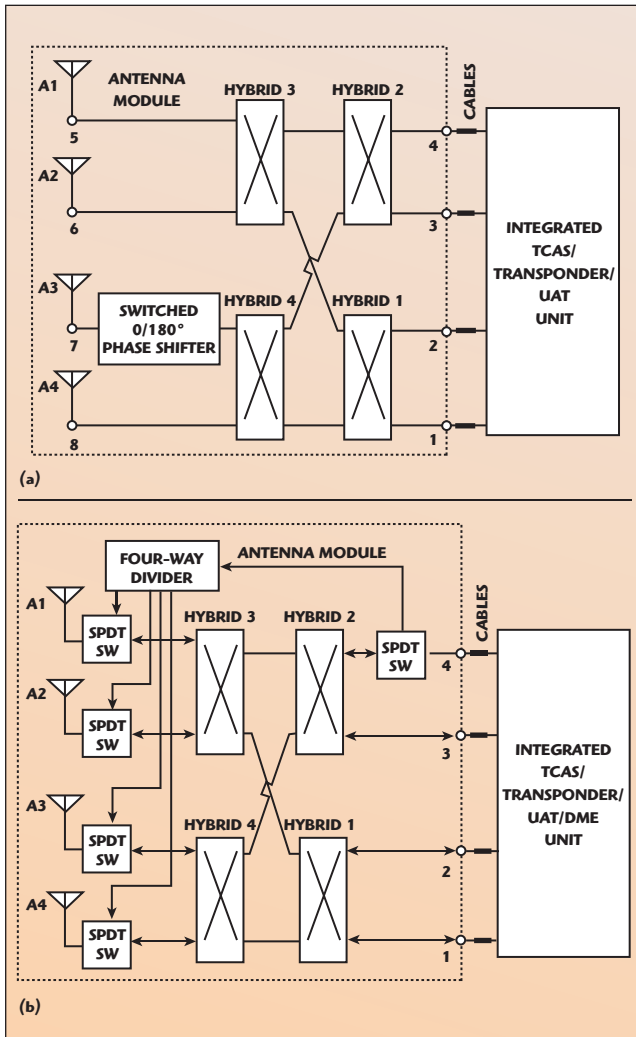 A1
ANTENNA
MODULE
HYBRID 3
HYBRID 2
CABLES
5
4
A2
6
3
INTEGRATED
TCAS/
TRANSPONDER/
UAT
UNIT
A3
SWITCHED
0/180°
PHASE SHIFTER
HYBRID 4
HYBRID 1
7
2
A4
8
1
(a)
FOUR-WAY
DIVIDER
ANTENNA MODULE
CABLES
A1
SPDT
SW
HYBRID 3
HYBRID 2
SPDT
SW
4
A2
SPDT
SW
3
INTEGRATED
TCAS/
TRANSPONDER/
UAT/DME
UNIT
A3
SPDT
SW
HYBRID 4
HYBRID 1
2
A4
SPDT
SW
1
(b)